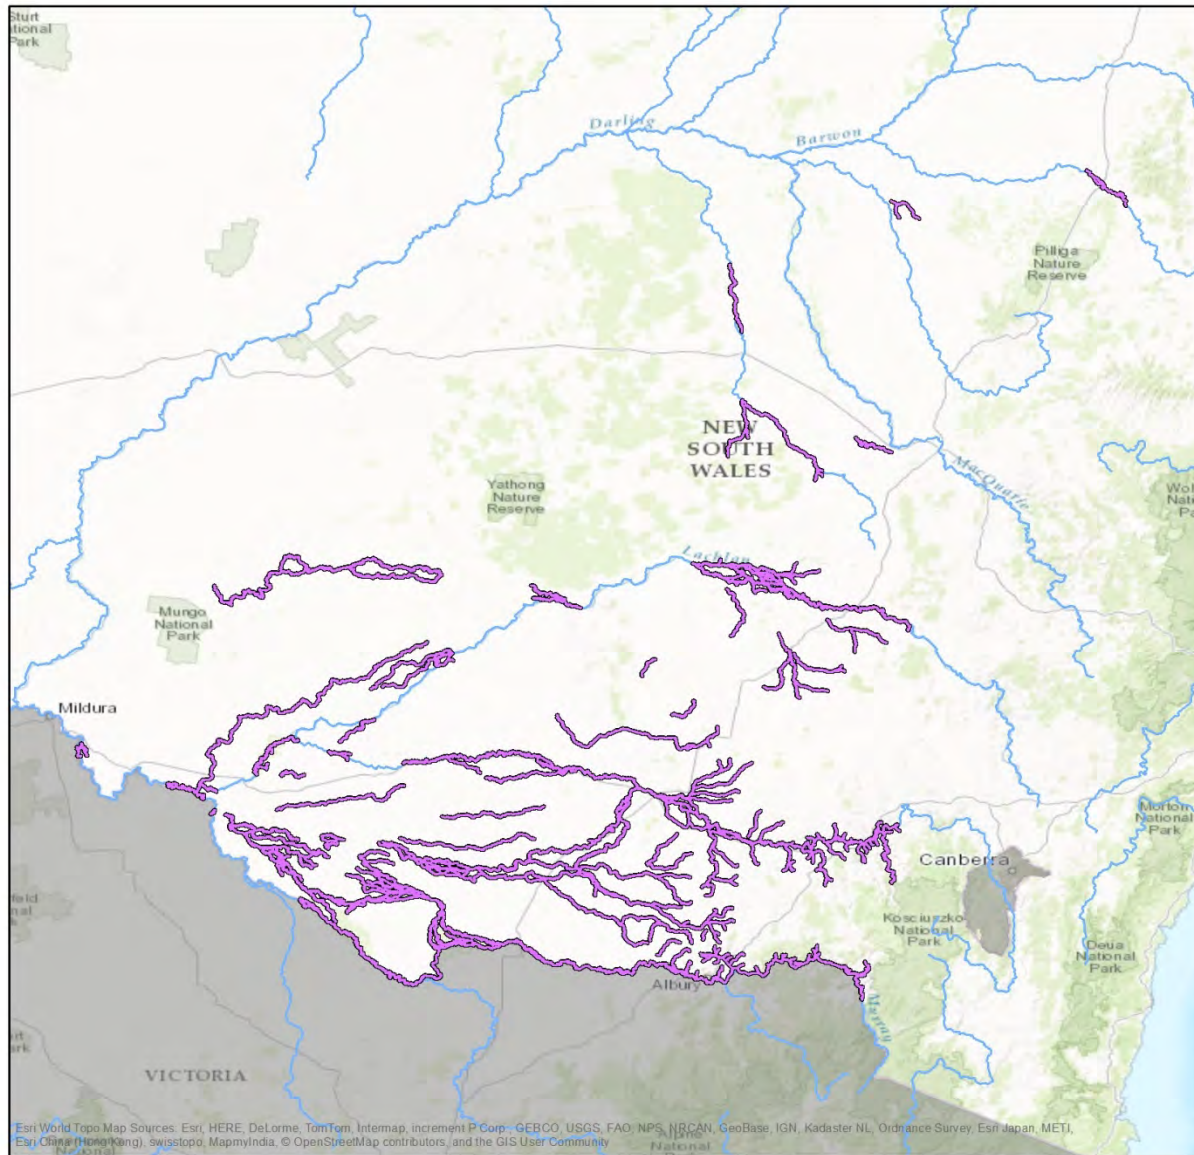 Sturt
National
Park
Darling
Barwon
Pilliga
Nature
Reserve
NEW
SOUTH
WALES
MacQuarie
Yathong
Nature
Reserve
Lachlan
Mungo
National
Park
Mildura
Morton
National
Park
Canberra
Kosciuszko
National
Park
Deua
National
Park
Albury
Murray
VICTORIA
Esri World Topo Map Sources. Esri, HERE, DeLorme, TomTom, Intermap, increment P Corp., GEBCO, USGS, FAO, NPS, NRCAN, GeoBase, IGN, Kadaster NL, Ordnance Survey, Esri Japan, METI,
Esri China (Hong Kong), swisstopo, MapmyIndia, © OpenStreetMap contributors, and the GIS User Community
Alpine
National
Park